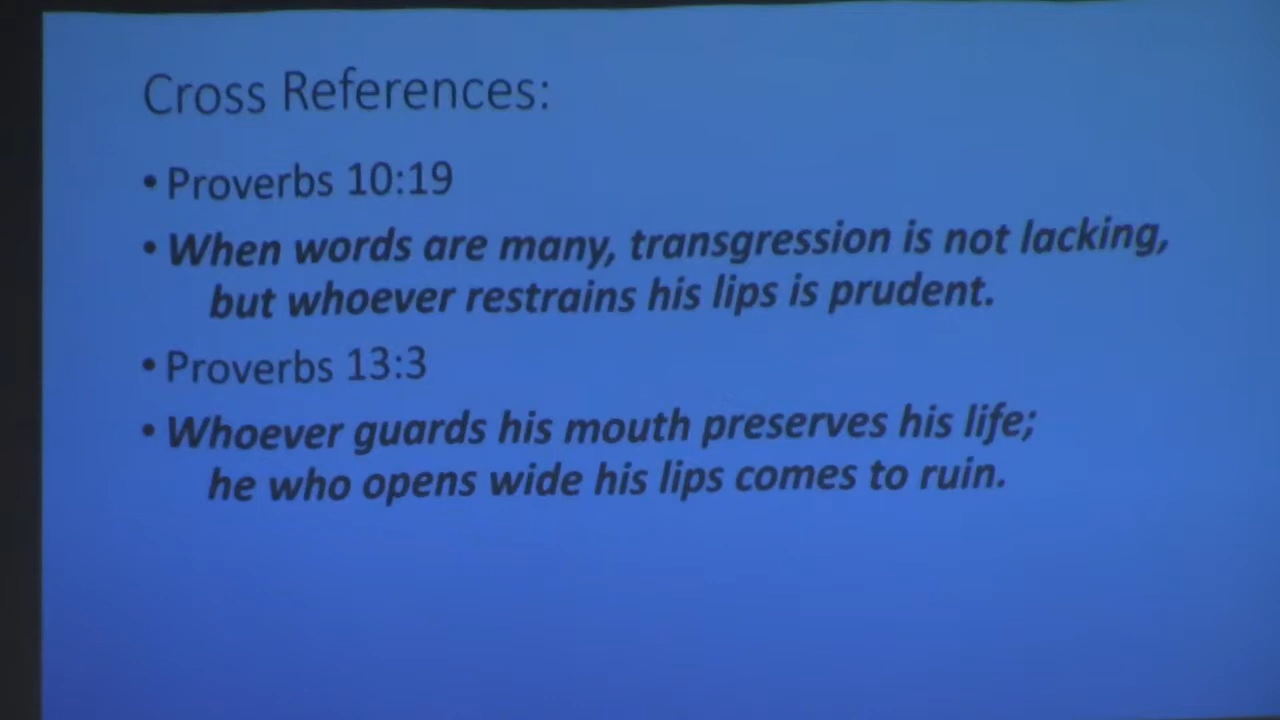 Cross References:
• Proverbs 10:19
• When words are many, transgression is not lacking,
but whoever restrains his lips is prudent.
• Proverbs 13:3
• Whoever guards his mouth preserves his life;
he who opens wide his lips comes to ruin.